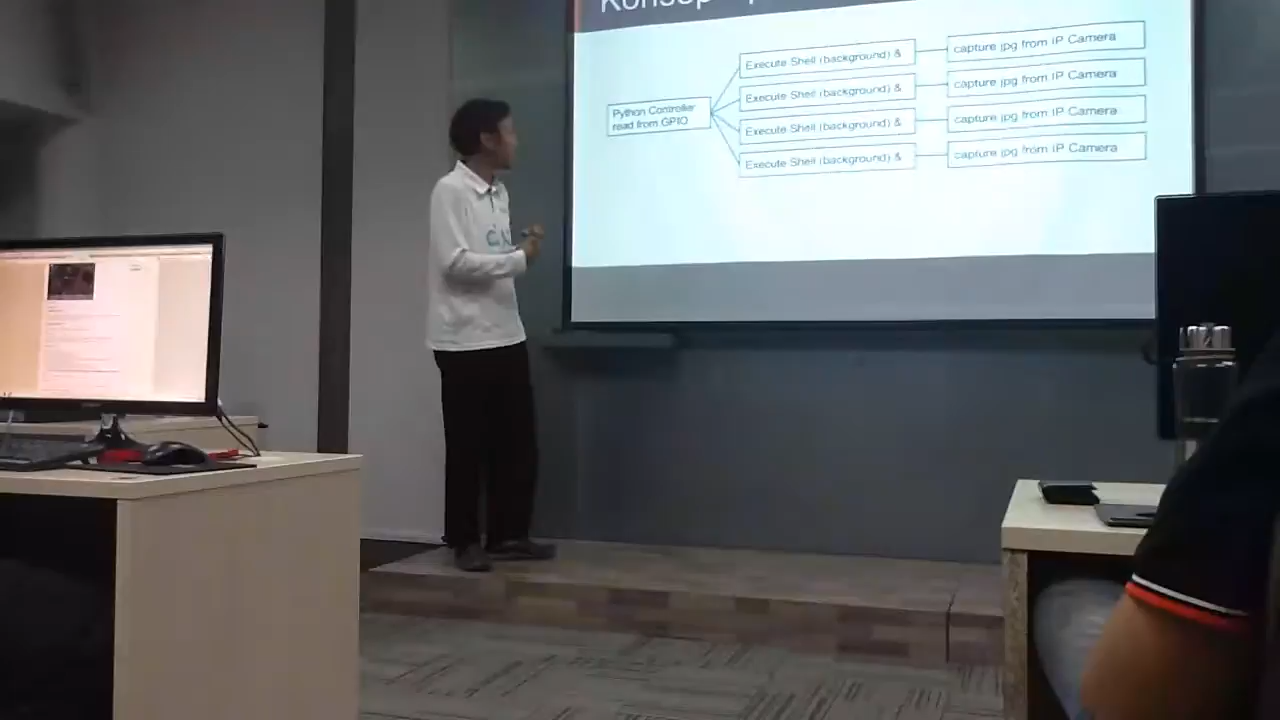 Konsep
Execute Shell (background) &
capture jpg from IP Camera
Execute Shell (background) &
capture jpg from IP Camera
Python Controller
read from GPIO
Execute Shell (background) &
capture jpg from IP Camera
Execute Shell (background) &
capture jpg from IP Camera